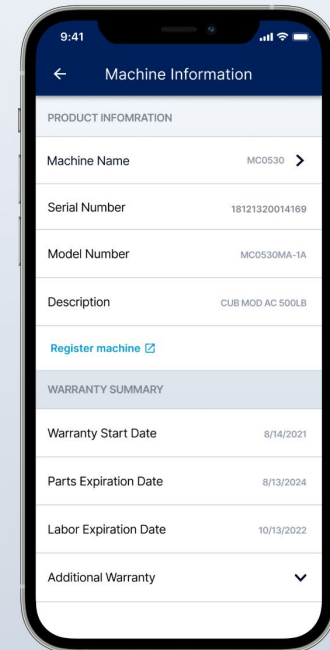 9:41
Machine Information
PRODUCT INFOMRATION
Machine Name MC0530
Serial Number 18121320014169
Model Number MC0530MA-1A
Description CUB MOD AC 500LB
Register machine
WARRANTY SUMMARY
Warranty Start Date 8/14/2021
Parts Expiration Date 8/13/2024
Labor Expiration Date 10/13/2022
Additional Warranty